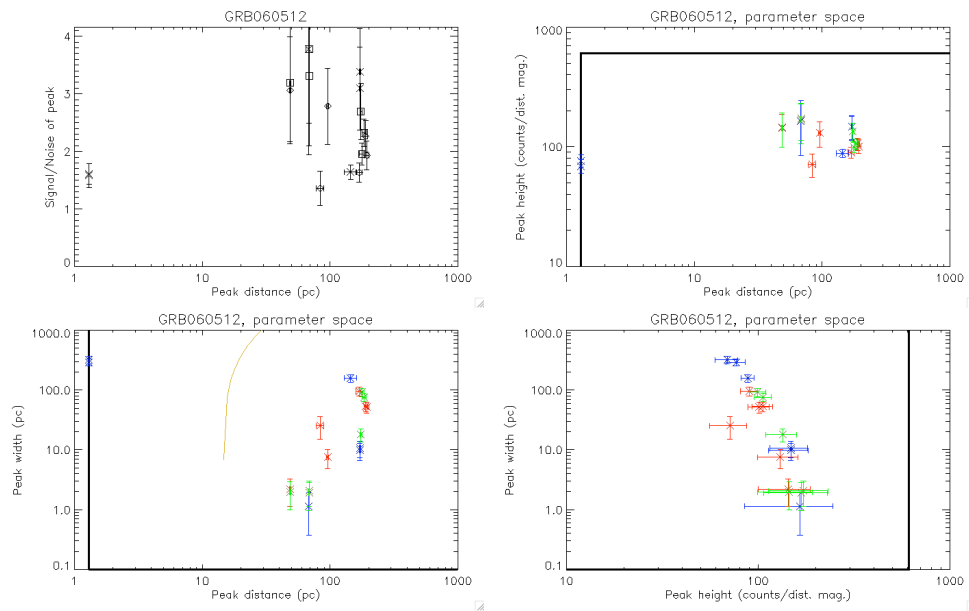 GRB060512
Signal/Noise of peak
4
3
2
1
0
1 10 100 1000
Peak distance (pc)
GRB060512, parameter space
Peak height (counts/dist. mag.)
1000
100
10
1 10 100 1000
Peak distance (pc)
GRB060512, parameter space
Peak width (pc)
1000.0
100.0
10.0
1.0
0.1
1 10 100 1000
Peak distance (pc)
GRB060512, parameter space
Peak width (pc)
1000.0
100.0
10.0
1.0
0.1
10 100 1000
Peak height (counts/dist. mag.)